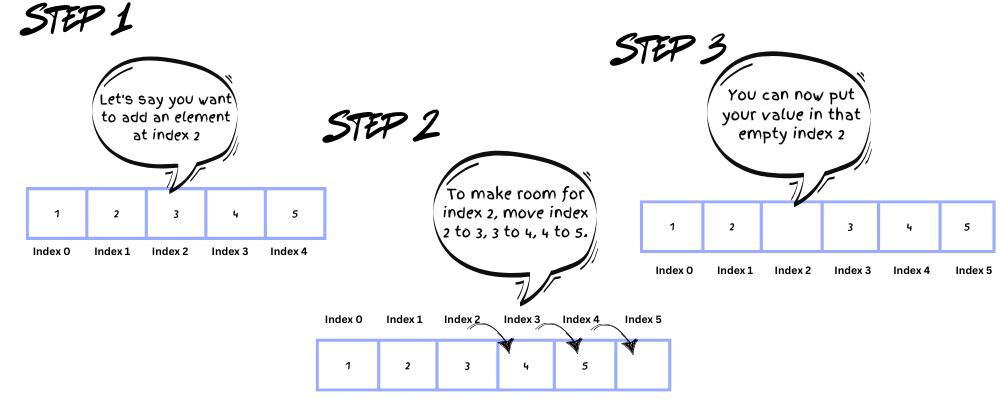 STEP 1
Let's say you want
to add an element
at index 2
1 2 3 4 5
Index 0 Index 1 Index 2 Index 3 Index 4
STEP 2
To make room for
index 2, move index
2 to 3, 3 to 4, 4 to 5.
Index 0 Index 1 Index 2 Index 3 Index 4 Index 5
1 2 3 4 5
STEP 3
You can now put
your value in that
empty index 2
1 2 3 4 5
Index 0 Index 1 Index 2 Index 3 Index 4 Index 5